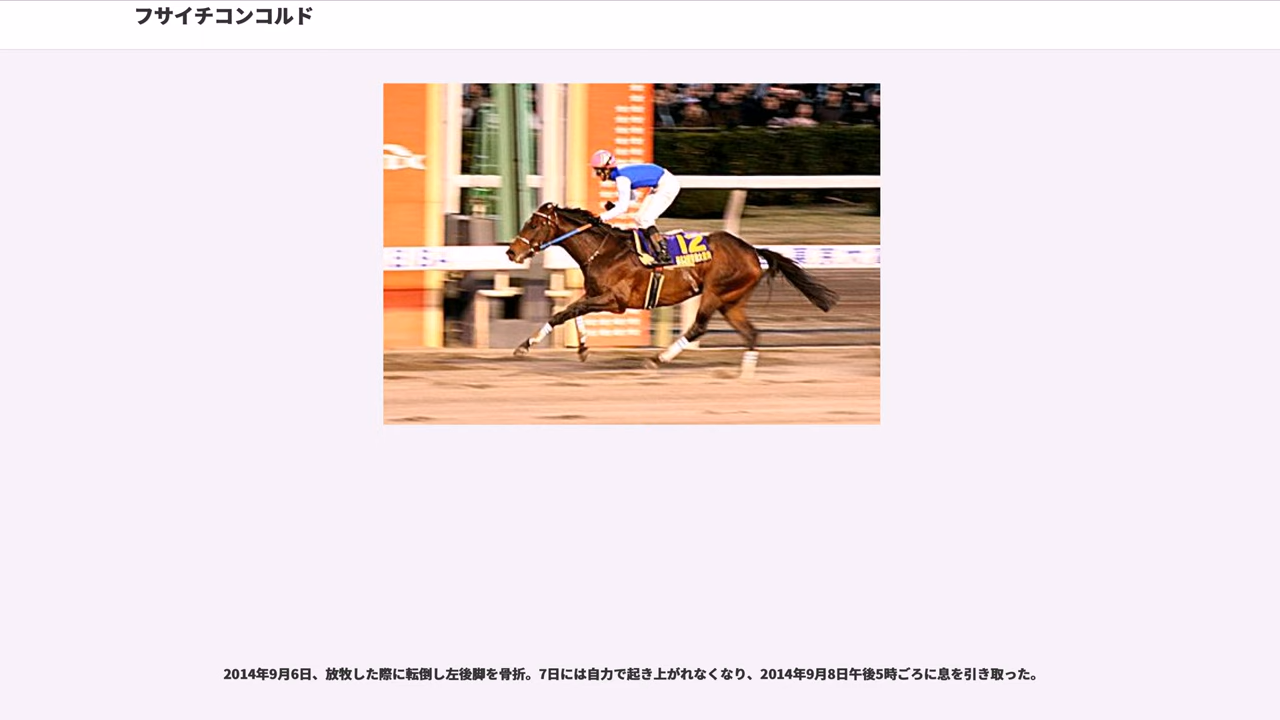 フサイチコンコルド
12
2014年9月6日、放牧した際に転倒し左後脚を骨折。7日には自力で起き上がれなくなり、2014年9月8日午後5時ごろに息を引き取った。